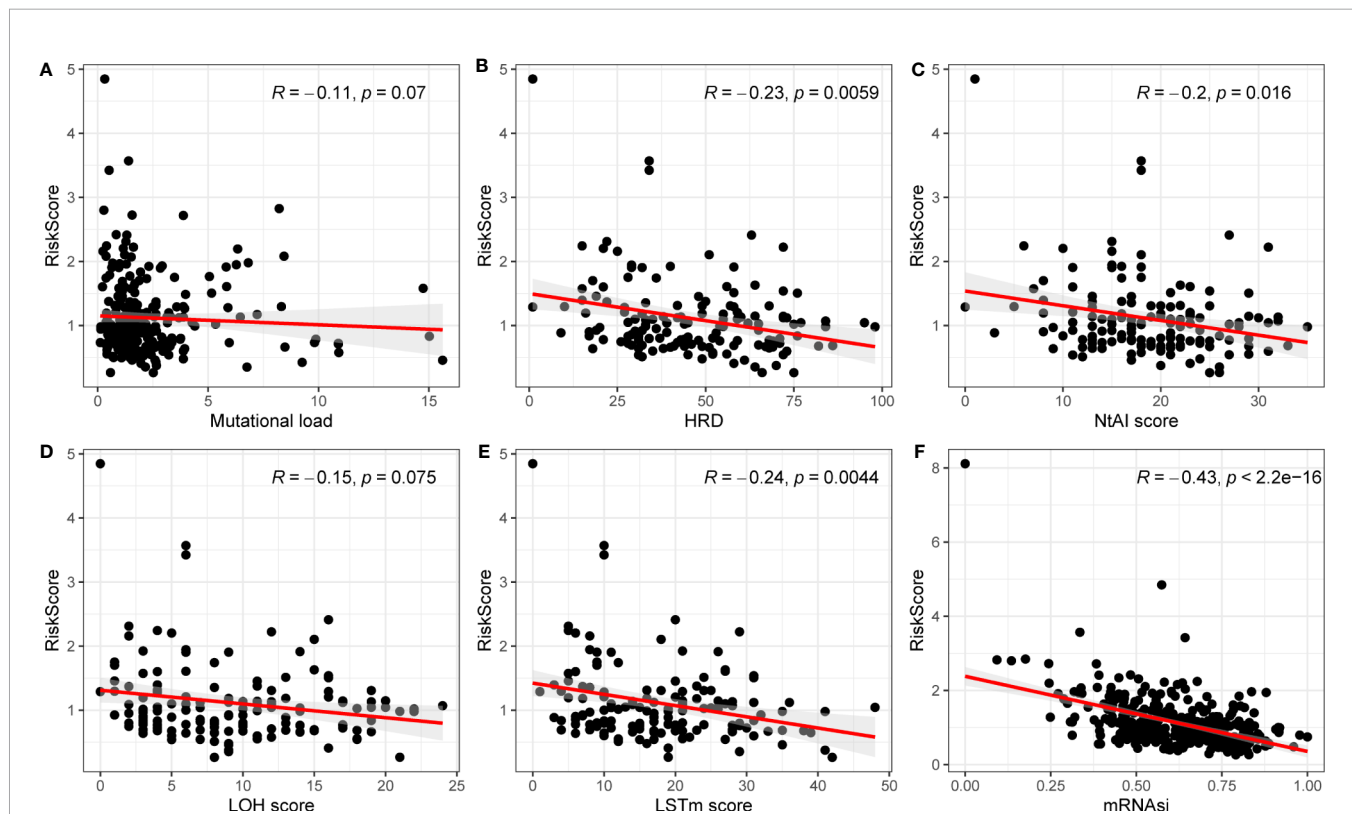 A
RiskScore
5
4
3
2
1
R = −0.11, p = 0.07
0
5
10
15
Mutational load
B
RiskScore
5
4
3
2
1
R = −0.23, p = 0.0059
0
25
50
75
100
HRD
C
RiskScore
5
4
3
2
1
R = −0.2, p = 0.016
0
10
20
30
NtAI score
D
RiskScore
5
4
3
2
1
R = −0.15, p = 0.075
0
5
10
15
20
25
LOH score
E
RiskScore
5
4
3
2
1
R = −0.24, p = 0.0044
0
10
20
30
40
50
LSTm score
F
RiskScore
8
6
4
2
0
R = −0.43, p < 2.2e−16
0.00
0.25
0.50
0.75
1.00
mRNAsi